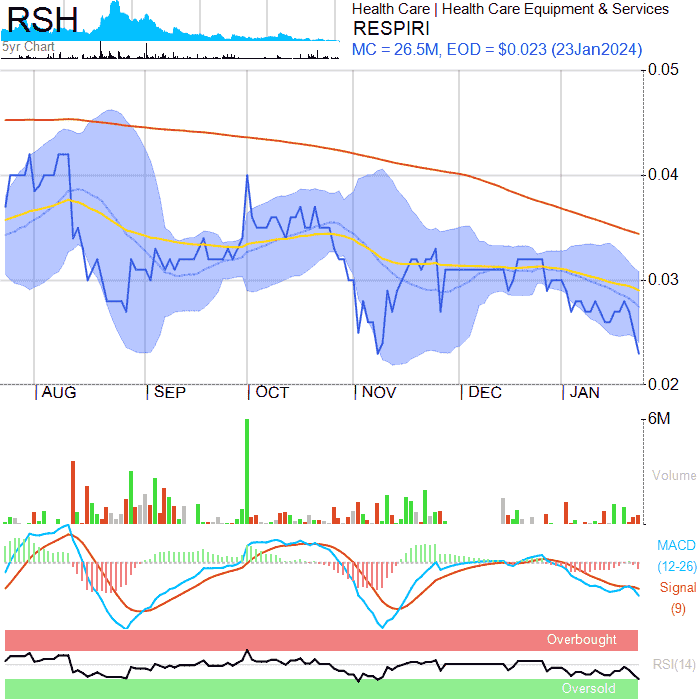 RSH
5yr Chart
Health Care | Health Care Equipment & Services
RESPIRI
MC = 26.5M, EOD = $0.023 (23Jan2024)
0.05
0.04
0.03
0.02
AUG SEP OCT NOV DEC JAN
6M
Volume
MACD
(12-26)
Signal
(9)
Overbought
RSI(14)
Oversold